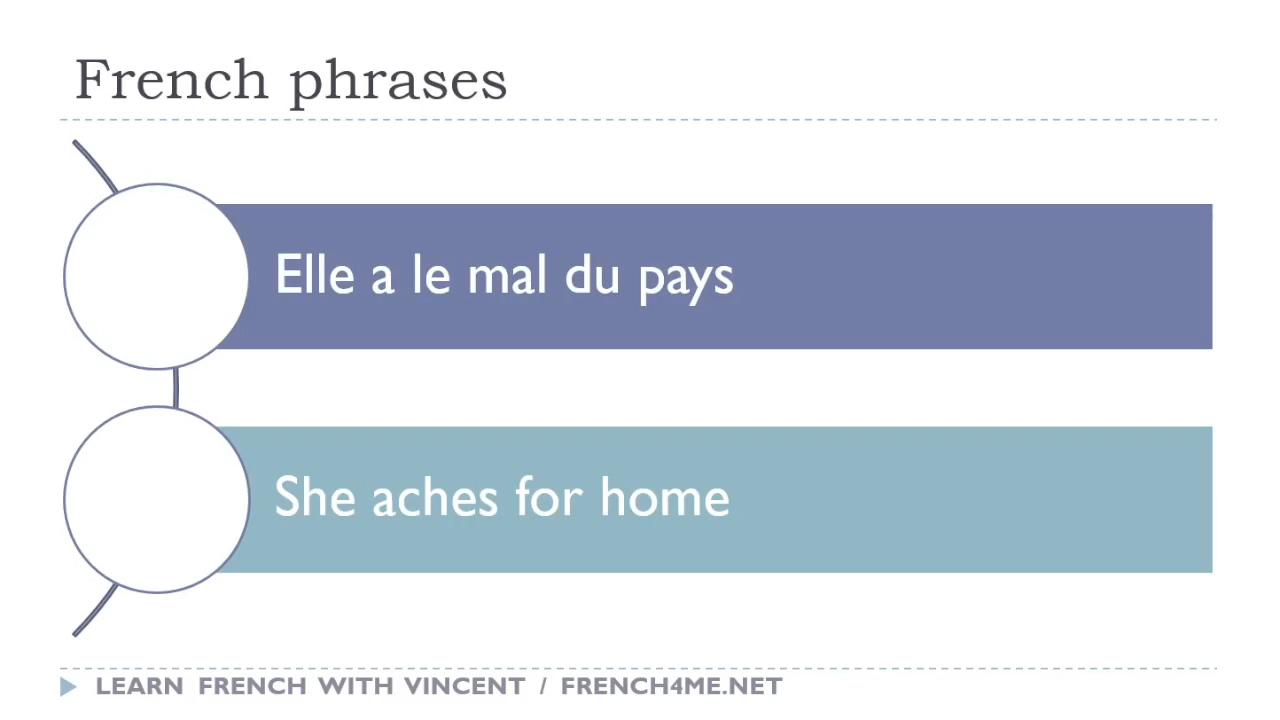 French phrases
Elle a le mal du pays
She aches for home
LEARN FRENCH WITH VINCENT / FRENCH4ME.NET